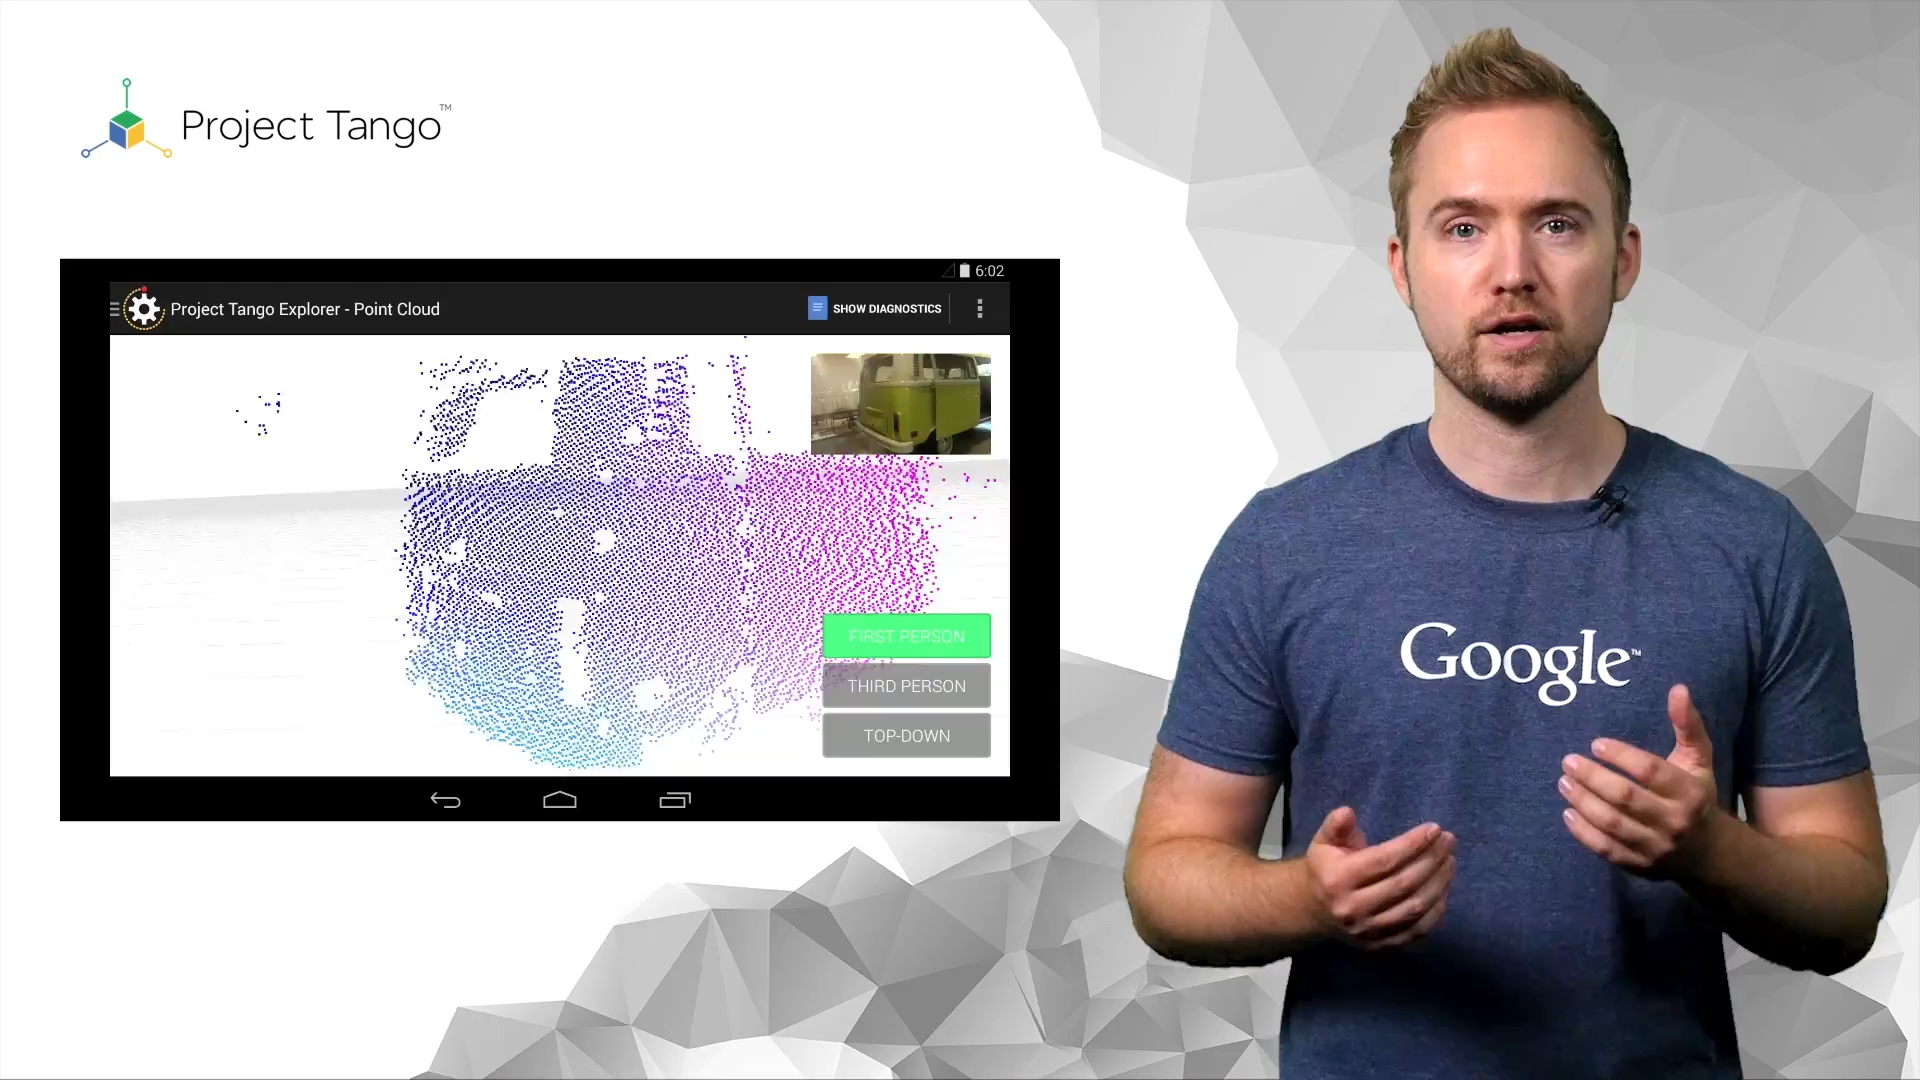 Project Tango™
6:02
Project Tango Explorer - Point Cloud
SHOW DIAGNOSTICS
FIRST PERSON
THIRD PERSON
TOP-DOWN
Google™